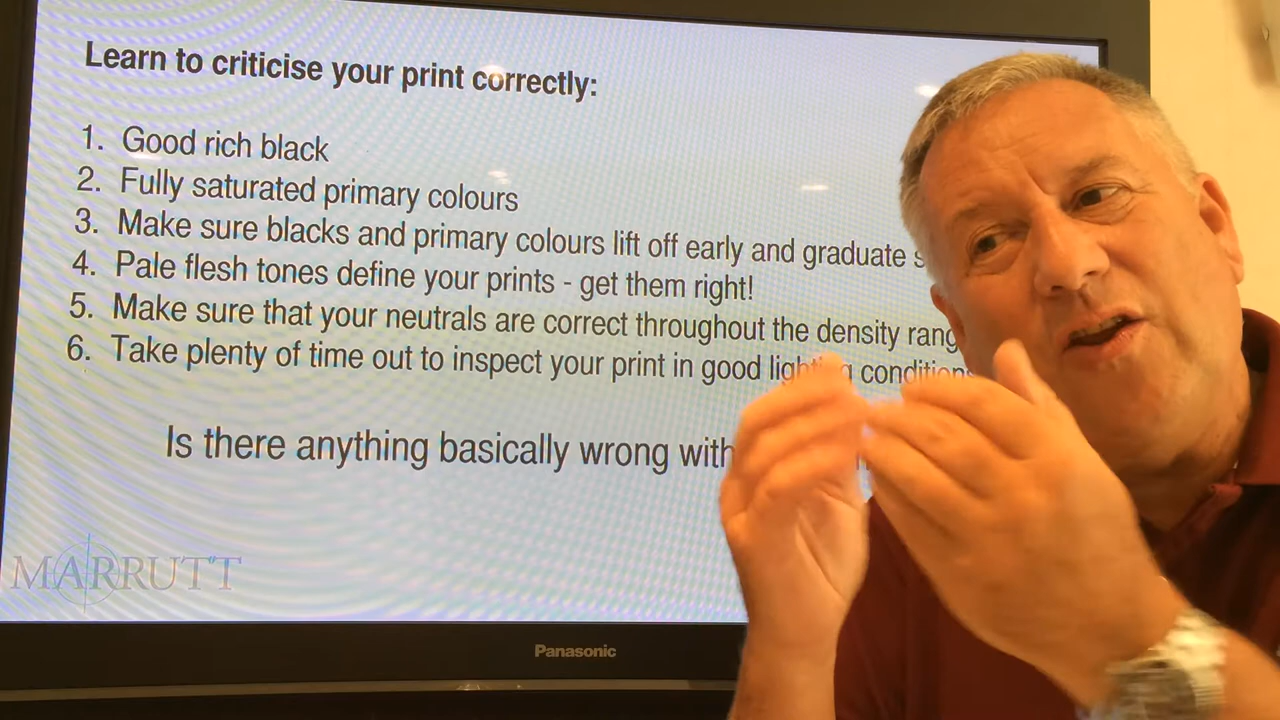 Learn to criticise your print correctly:
1. Good rich black
2. Fully saturated primary colours
3. Make sure blacks and primary colours lift off early and graduate s
4. Pale flesh tones define your prints - get them right!
5. Make sure that your neutrals are correct throughout the density rang
6. Take plenty of time out to inspect your print in good lighting condition
Is there anything basically wrong with
MARRUTT
Panasonic